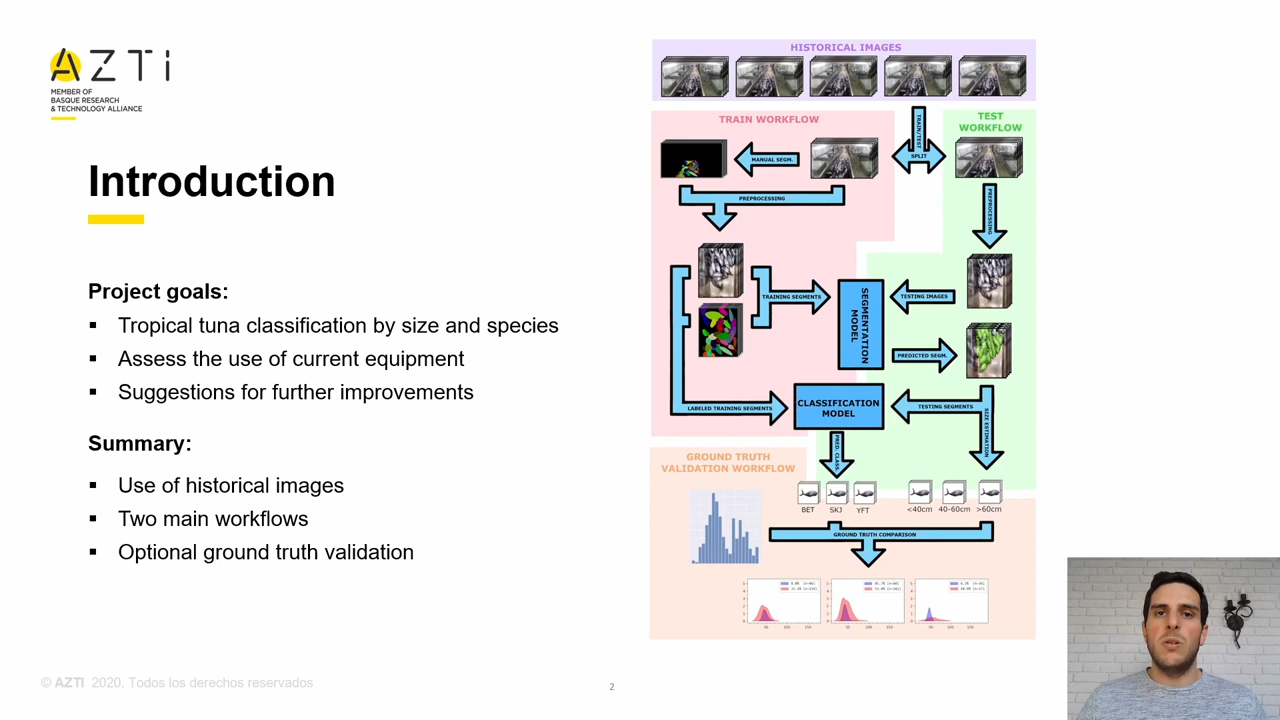 AZTi
MEMBER OF
BASQUE RESEARCH
& TECHNOLOGY ALLIANCE
Introduction
Project goals:
Tropical tuna classification by size and species
Assess the use of current equipment
Suggestions for further improvements
Summary:
Use of historical images
Two main workflows
Optional ground truth validation
HISTORICAL IMAGES
TRAIN WORKFLOW
TEST
WORKFLOW
TRAIN/TEST
SPLIT
MANUAL SEGM.
PREPROCESSING
PREPROCESSING
TRAINING SEGMENTS
SEGMENTATION
MODEL
TESTING IMAGES
PREDICTED SEGM.
LABELED TRAINING SEGMENTS
CLASSIFICATION
MODEL
TESTING SEGMENTS
SIZE ESTIMATION
PRED. CLASS
GROUND TRUTH
VALIDATION WORKFLOW
BET
SKJ
YFT
<40cm
40-60cm
>60cm
GROUND TRUTH COMPARISON
© AZTI 2020. Todos los derechos reservados
2